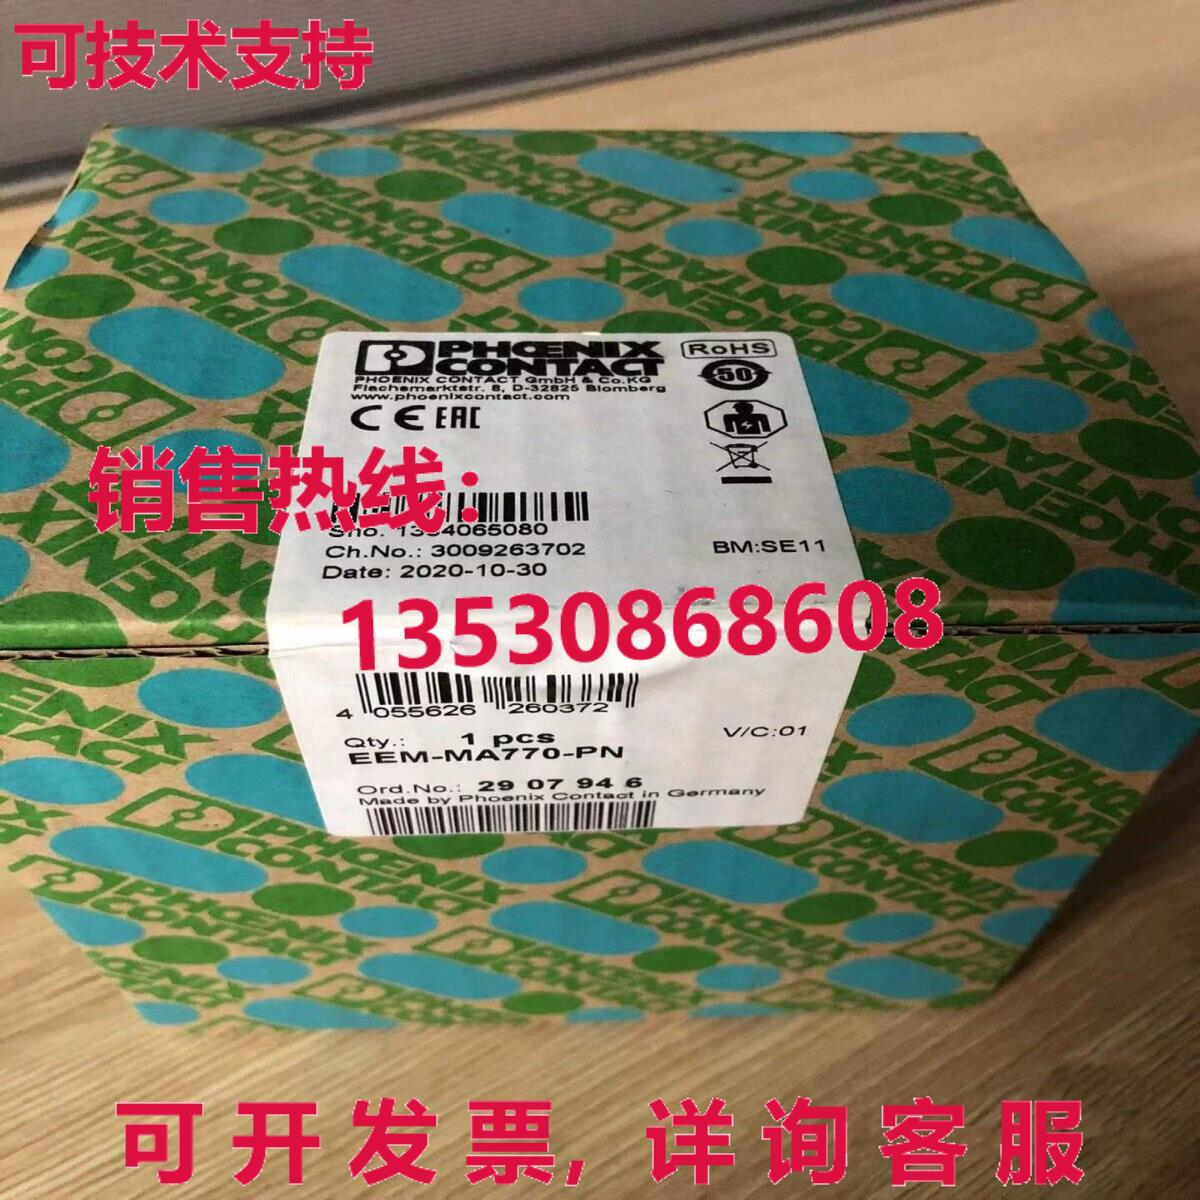 可技术支持
PHOENIX
CONTACT
RoHS
PHOENIX CONTACT GmbH & Co.KG
Flachsmarktstr. 8, D-32825 Blomberg
www.phoenixcontact.com
CE EAC
50
销售热线:
065080
Ch.No.: 3009263702
BM:SE11
Date: 2020-10-30
13530868608
4 055626 260372
Qty.: 1 pcs
V/C:01
EEM-MA770-PN
Ord.No.: 29 07 94 6
Made by Phoenix Contact in Germany
可开发票, 详询客服